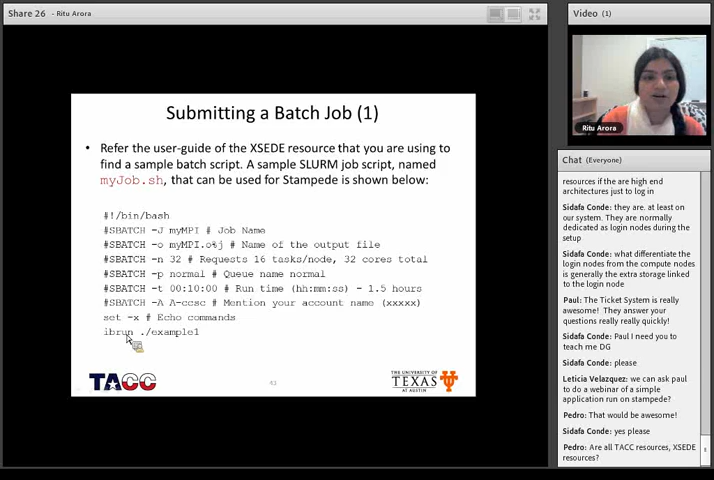 Share 26 - Ritu Arora
Video (1)
Ritu Arora
Submitting a Batch Job (1)
• Refer the user-guide of the XSEDE resource that you are using to
find a sample batch script. A sample SLURM job script, named
myJob.sh, that can be used for Stampede is shown below:
#!/bin/bash
#SBATCH -J myMPI # Job Name
#SBATCH -o myMPI.o%j # Name of the output file
#SBATCH -n 32 # Requests 16 tasks/node, 32 cores total
#SBATCH -p normal # Queue name normal
#SBATCH -t 00:10:00 # Run time (hh:mm:ss) - 1.5 hours
#SBATCH -A A-ccsc # Mention your account name (xxxxx)
set -x # Echo commands
ibrun ./example1
TACC
43
THE UNIVERSITY OF
TEXAS
AT AUSTIN
Chat (Everyone)
resources if the are high end
architectures just to log in
Sidafa Conde: they are. at least on
our system. They are normally
dedicated as login nodes during the
setup
Sidafa Conde: what differentiate the
login nodes from the compute nodes
is generally the extra storage linked
to the login node
Paul: The Ticket System is really
awesome! They answer your
questions really really quickly!
Sidafa Conde: Paul I need you to
teach me DG
Sidafa Conde: please
Leticia Velazquez: we can ask paul
to do a webinar of a simple
application run on stampede?
Pedro: That would be awesome!
Sidafa Conde: yes please
Pedro: Are all TACC resources, XSEDE
resources?